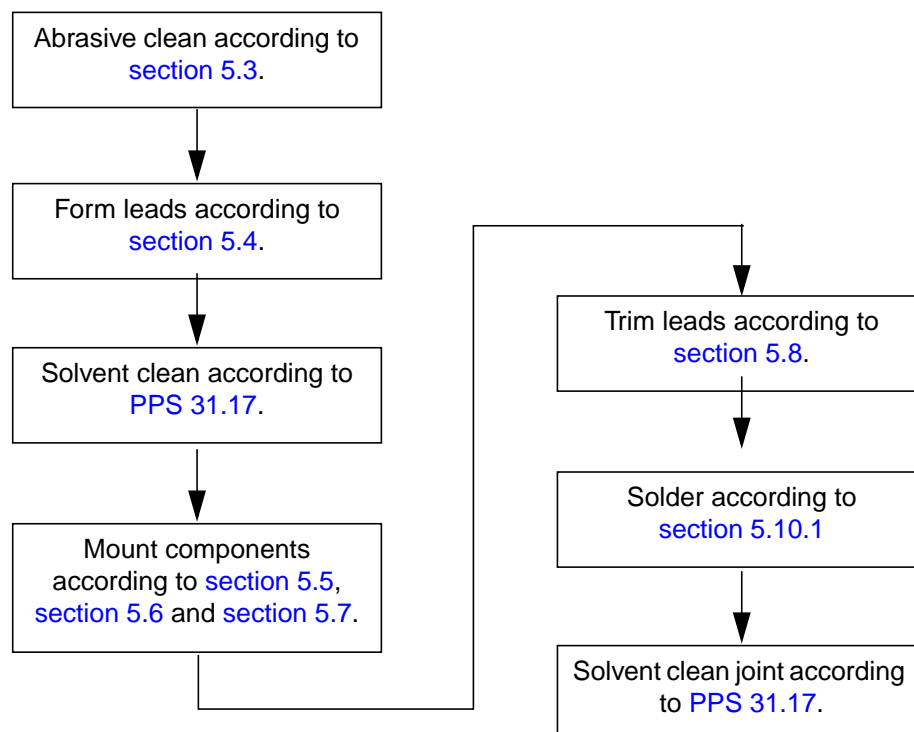 Abrasive clean according to
section 5.3.
Form leads according to
section 5.4.
Solvent clean according to
PPS 31.17.
Mount components
according to section 5.5,
section 5.6 and section 5.7.
Trim leads according to
section 5.8.
Solder according to
section 5.10.1
Solvent clean joint according
to PPS 31.17.